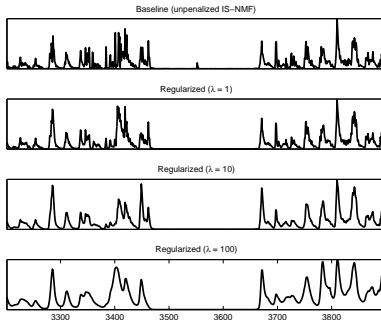 Baseline (unpenalized IS−NMF)
Regularized (λ = 1)
Regularized (λ = 10)
Regularized (λ = 100)
3300 3400 3500 3600 3700 3800